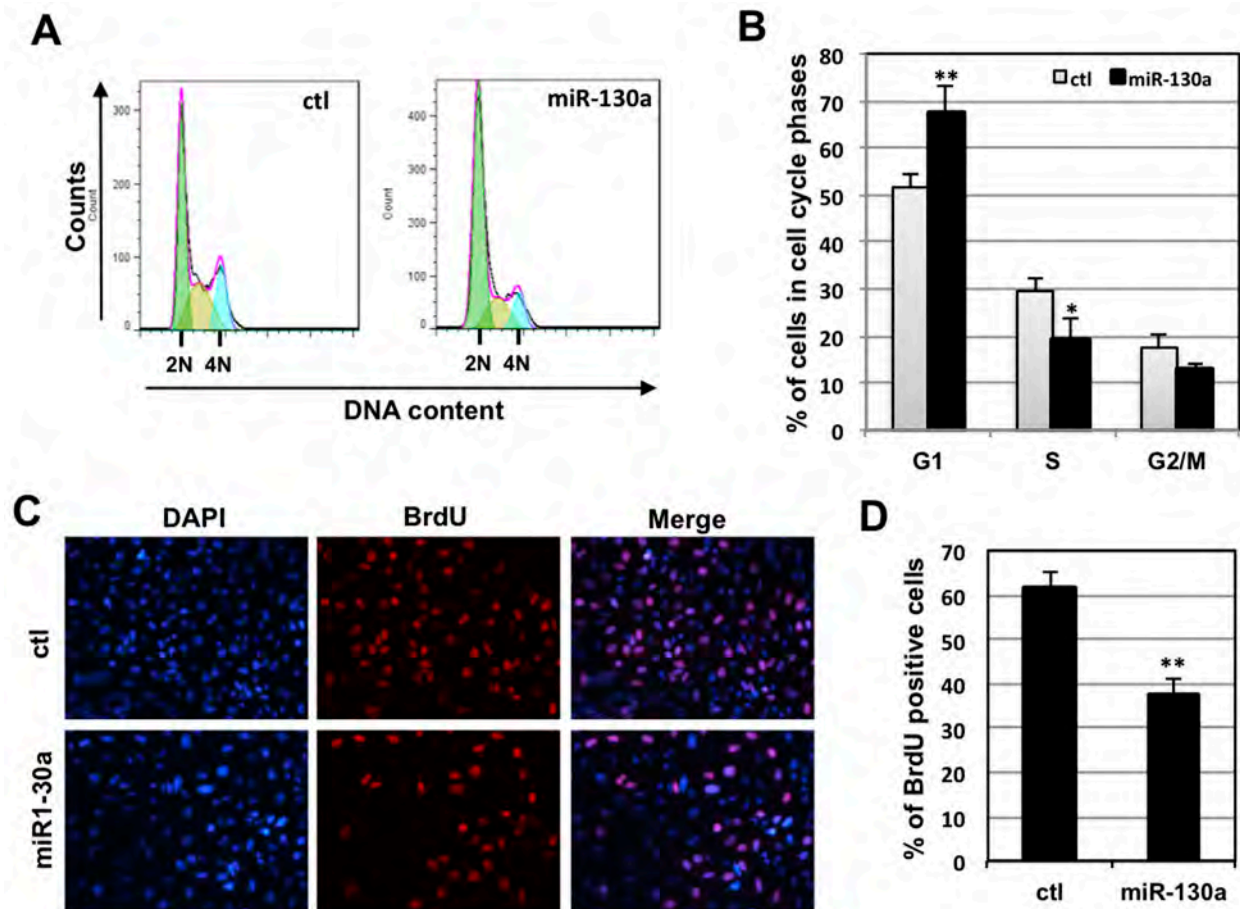 A
B
ctl
miR-130a
Counts
Count
300
200
100
0
Count
400
300
200
100
0
2N 4N
2N 4N
DNA content
% of cells in cell cycle phases
80
70
60
50
40
30
20
10
0
ctl miR-130a
**
*
G1 S G2/M
C
DAPI BrdU Merge
ctl
miR1-30a
D
% of BrdU positive cells
70
60
50
40
30
20
10
0
**
ctl miR-130a